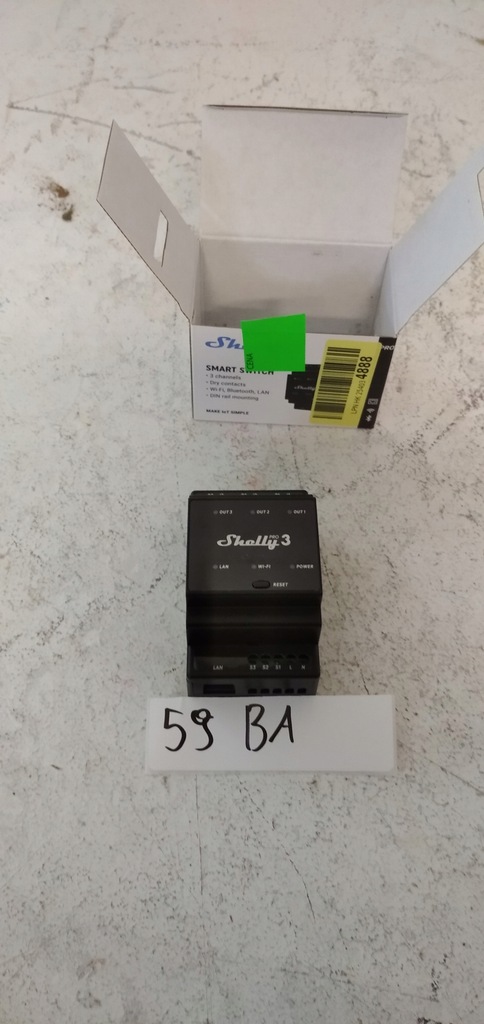 PRO
SMART SWITCH
• 3 channels
• Dry contacts
• Wi-Fi, Bluetooth, LAN
• DIN rail mounting
MAKE IoT SIMPLE
4888
OUT 3 OUT 2 OUT 1
PRO
Shelly 3
LAN WI-FI POWER
RESET
LAN S3 S2 S1 L N
59 BA